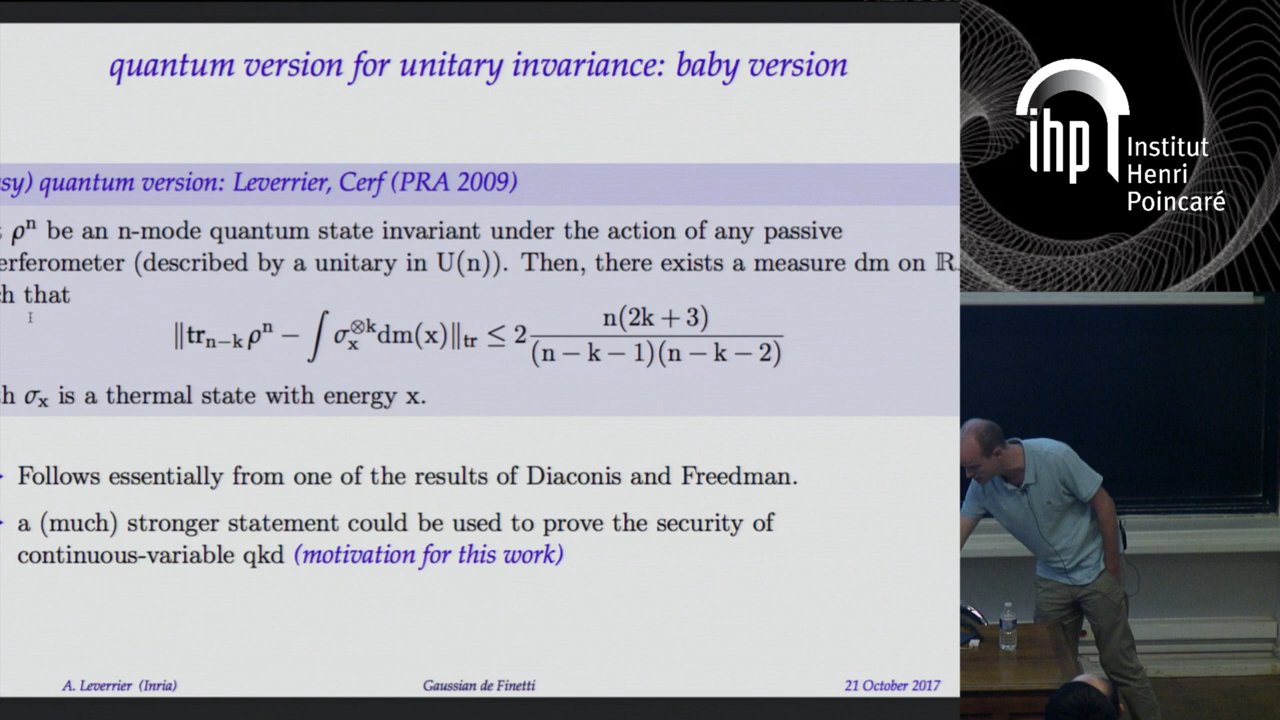 quantum version for unitary invariance: baby version
sy) quantum version: Leverrier, Cerf (PRA 2009)
ρⁿ be an n-mode quantum state invariant under the action of any passive
erferometer (described by a unitary in U(n)). Then, there exists a measure dm on ℝ
h that
‖tr_{n−k} ρⁿ − ∫ σ_x^{⊗k} dm(x)‖_{tr} ≤ 2 n(2k + 3) / (n − k − 1)(n − k − 2)
h σ_x is a thermal state with energy x.
Follows essentially from one of the results of Diaconis and Freedman.
a (much) stronger statement could be used to prove the security of
continuous-variable qkd (motivation for this work)
A. Leverrier (Inria)
Gaussian de Finetti
21 October 2017
ihp
Institut
Henri
Poincaré